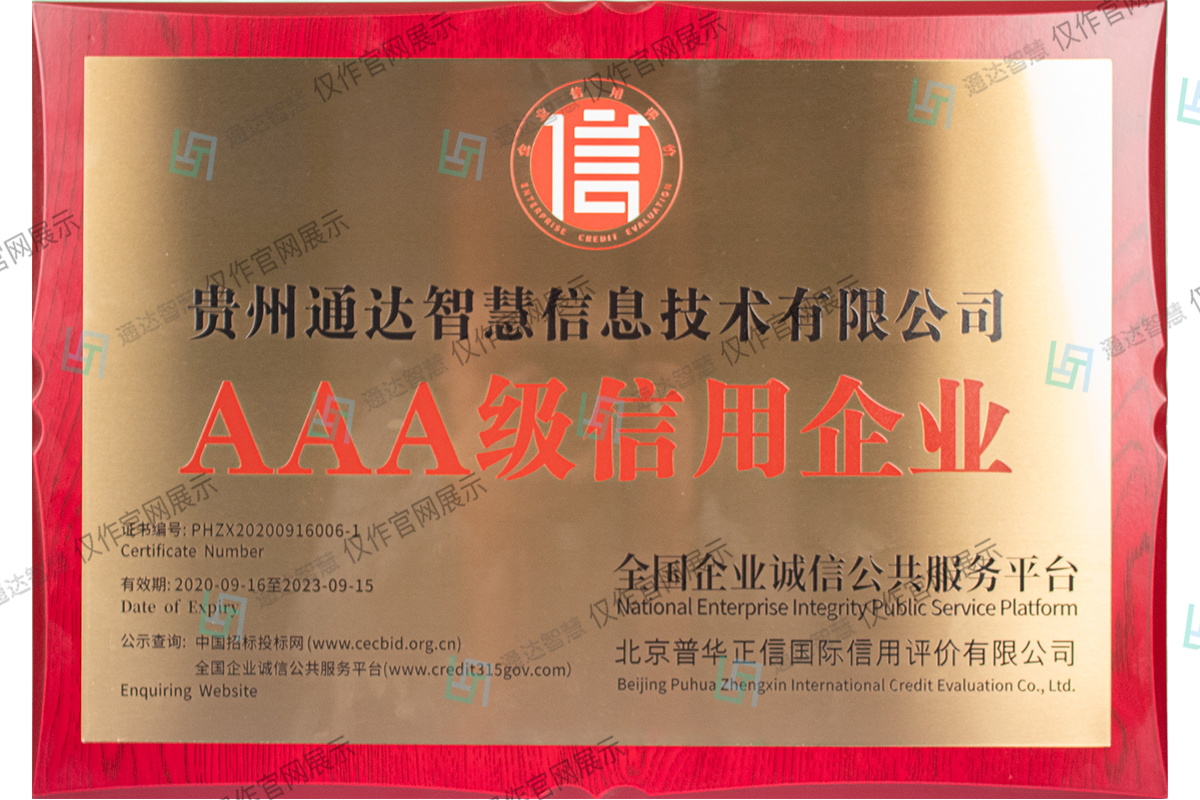 企业信用评价
ENTERPRISE CREDIT EVALUATION
信
贵州通达智慧信息技术有限公司
AAA级信用企业
证书编号: PHZX20200916006-1
Certificate Number
有效期: 2020-09-16至2023-09-15
Date of Expiry
公示查询: 中国招标投标网(www.cecbid.org.cn)
全国企业诚信公共服务平台(www.credit315gov.com)
Enquiring Website
全国企业诚信公共服务平台
National Enterprise Integrity Public Service Platform
北京普华正信国际信用评价有限公司
Beijing Puhua Zhengxin International Credit Evaluation Co., Ltd.
通达智慧 仅作官网展示